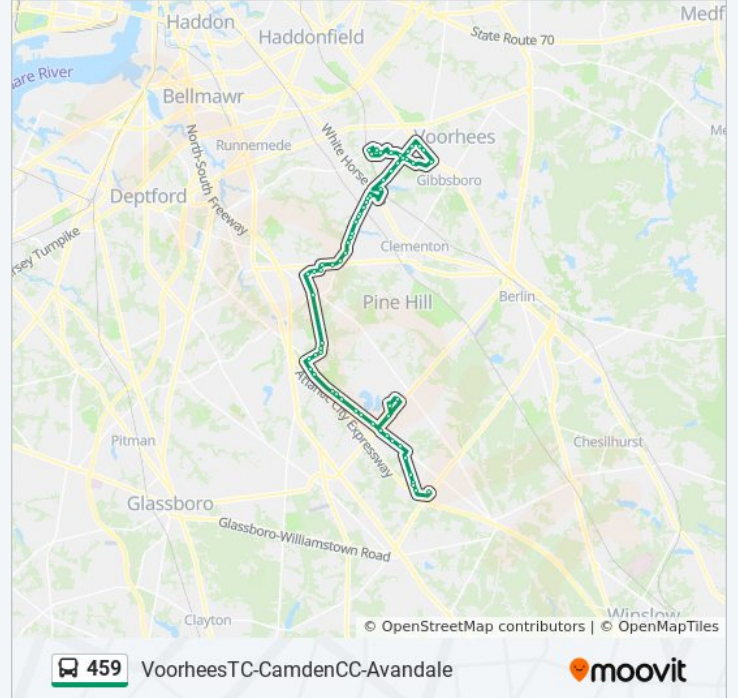 Haddon
Medf
Haddonfield
State Route 70
are River
Bellmawr
North-South Freeway
Runnemede
White Horse
Voorhees
Me
Gibbsboro
Deptford
rsey Turnpike
Clementon
Berlin
Pine Hill
Atlantic City Expressway
Pitman
Chesilhurst
Glassboro
Glassboro-Williamstown Road
Winslow
Clayton
© OpenStreetMap contributors | © OpenMapTiles
459 VoorheesTC-CamdenCC-Avandale moovit